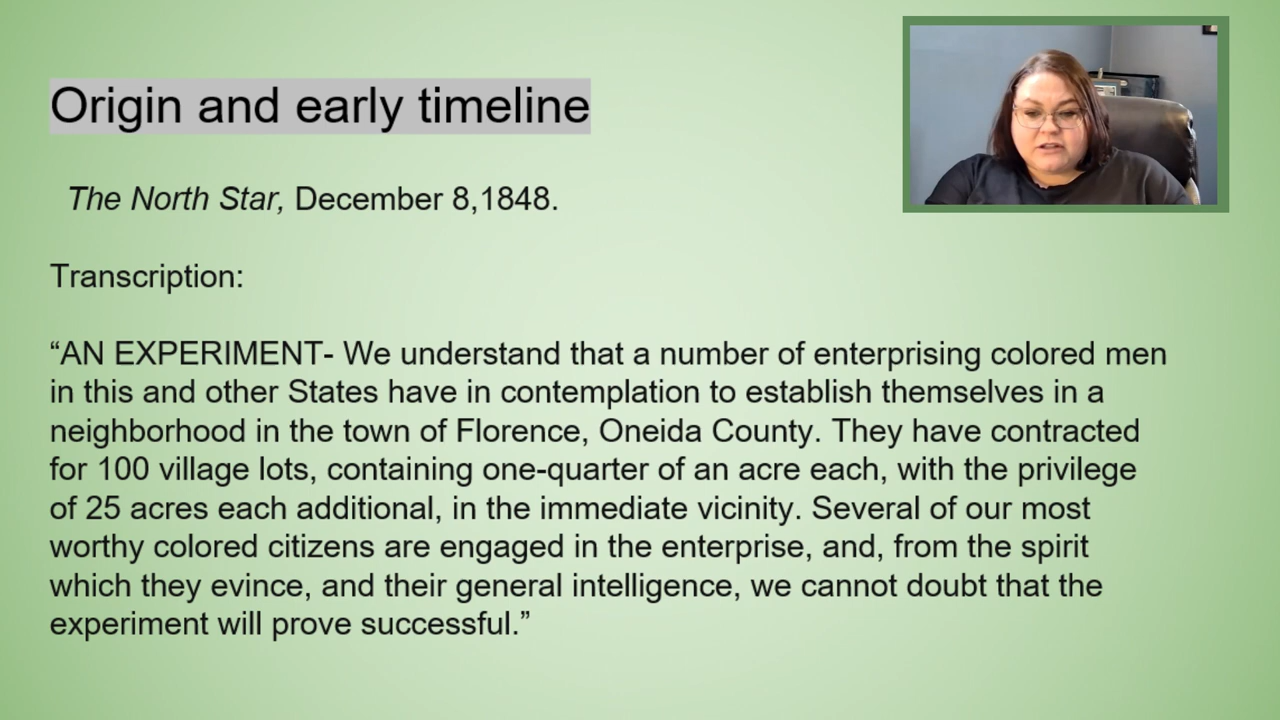 Origin and early timeline
The North Star, December 8,1848.
Transcription:
“AN EXPERIMENT- We understand that a number of enterprising colored men
in this and other States have in contemplation to establish themselves in a
neighborhood in the town of Florence, Oneida County. They have contracted
for 100 village lots, containing one-quarter of an acre each, with the privilege
of 25 acres each additional, in the immediate vicinity. Several of our most
worthy colored citizens are engaged in the enterprise, and, from the spirit
which they evince, and their general intelligence, we cannot doubt that the
experiment will prove successful.”